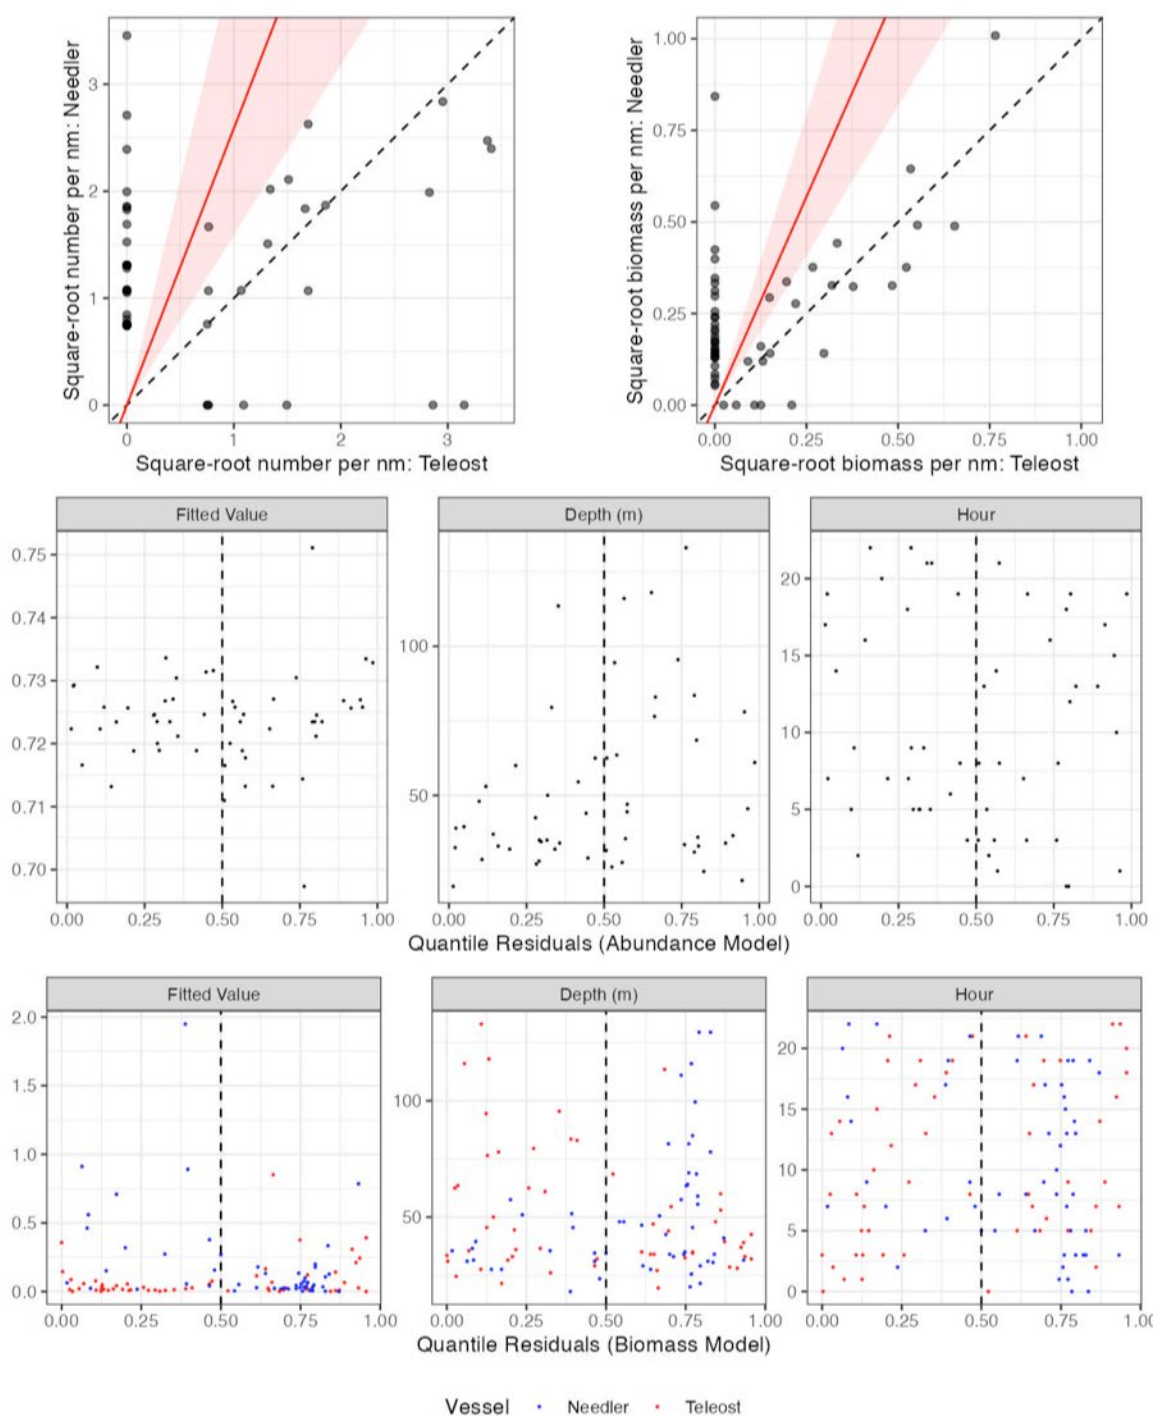 Square-root number per nm: Needler
3
2
1
0
0 1 2 3
Square-root number per nm: Teleost
Square-root biomass per nm: Needler
1.00
0.75
0.50
0.25
0.00
0.00 0.25 0.50 0.75 1.00
Square-root biomass per nm: Teleost
Fitted Value
0.75
0.74
0.73
0.72
0.71
0.70
0.00 0.25 0.50 0.75 1.00
Depth (m)
100
50
0.00 0.25 0.50 0.75 1.00
Hour
20
15
10
5
0
0.00 0.25 0.50 0.75 1.00
Quantile Residuals (Abundance Model)
Fitted Value
2.0
1.5
1.0
0.5
0.0
0.00 0.25 0.50 0.75 1.00
Depth (m)
100
50
0.00 0.25 0.50 0.75 1.00
Hour
20
15
10
5
0
0.00 0.25 0.50 0.75 1.00
Quantile Residuals (Biomass Model)
Vessel Needler Teleost